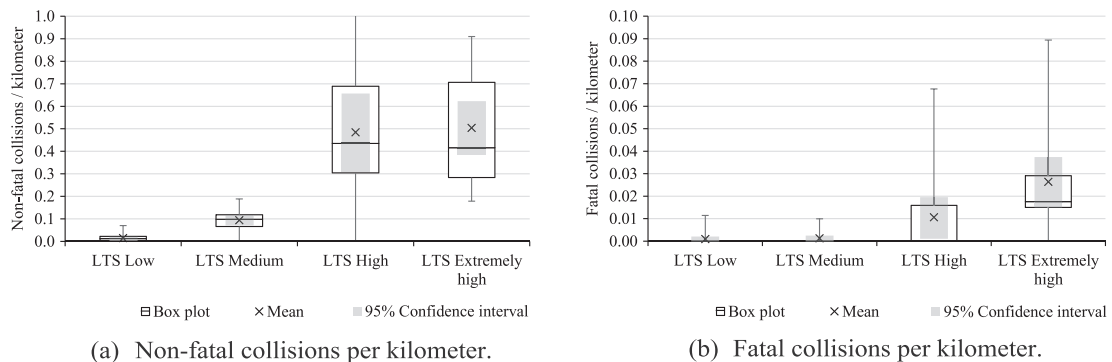 Non-fatal collisions / kilometer
1.0
0.9
0.8
0.7
0.6
0.5
0.4
0.3
0.2
0.1
0.0
LTS Low
LTS Medium
LTS High
LTS Extremely
high
Box plot
Mean
95% Confidence interval
(a) Non-fatal collisions per kilometer.
Fatal collisions / kilometer
0.10
0.09
0.08
0.07
0.06
0.05
0.04
0.03
0.02
0.01
0.00
LTS Low
LTS Medium
LTS High
LTS Extremely
high
Box plot
Mean
95% Confidence interval
(b) Fatal collisions per kilometer.